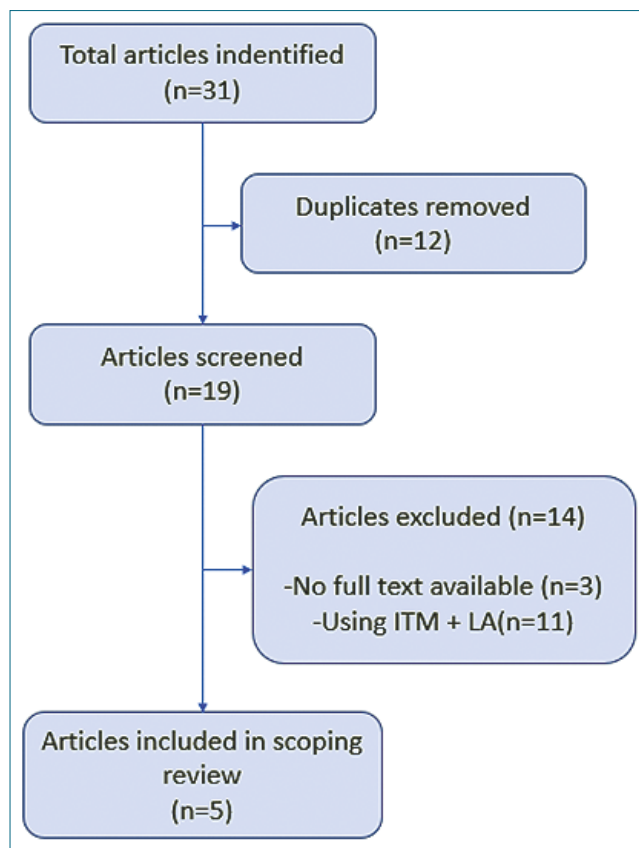 Total articles indentified
(n=31)
Duplicates removed
(n=12)
Articles screened
(n=19)
Articles excluded (n=14)
-No full text available (n=3)
-Using ITM + LA(n=11)
Articles included in scoping
review
(n=5)